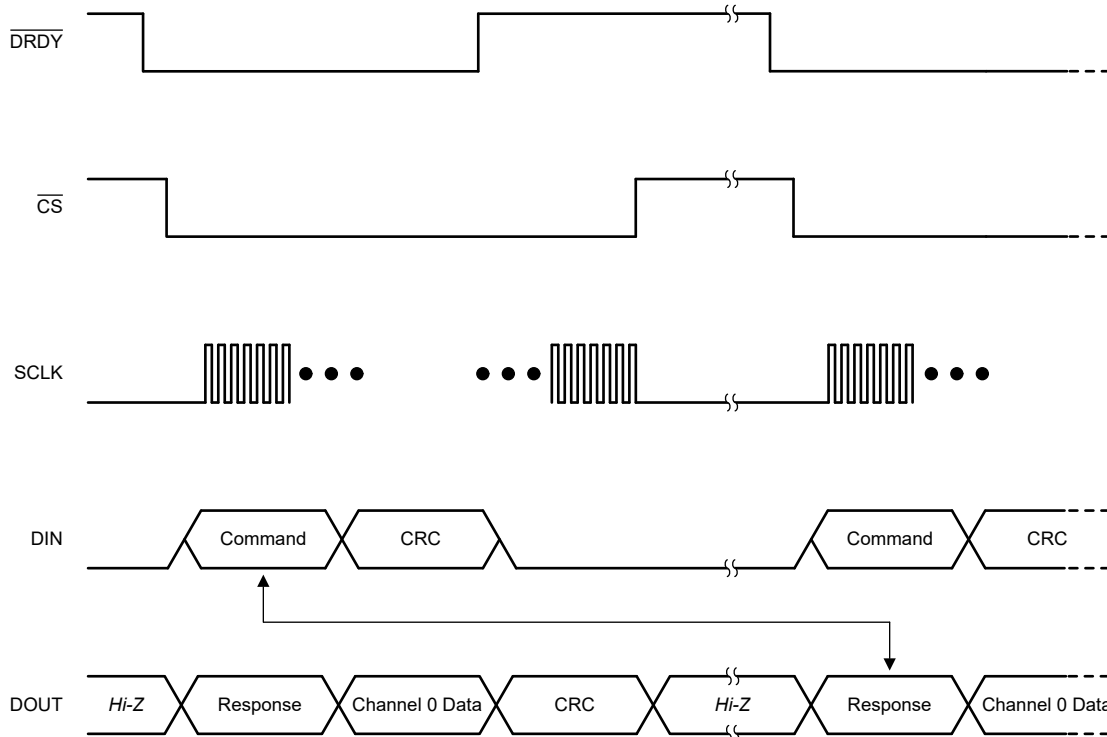 DRDY
CS
SCLK
DIN
Command
CRC
Command
CRC
DOUT
Hi-Z
Response
Channel 0 Data
CRC
Hi-Z
Response
Channel 0 Data